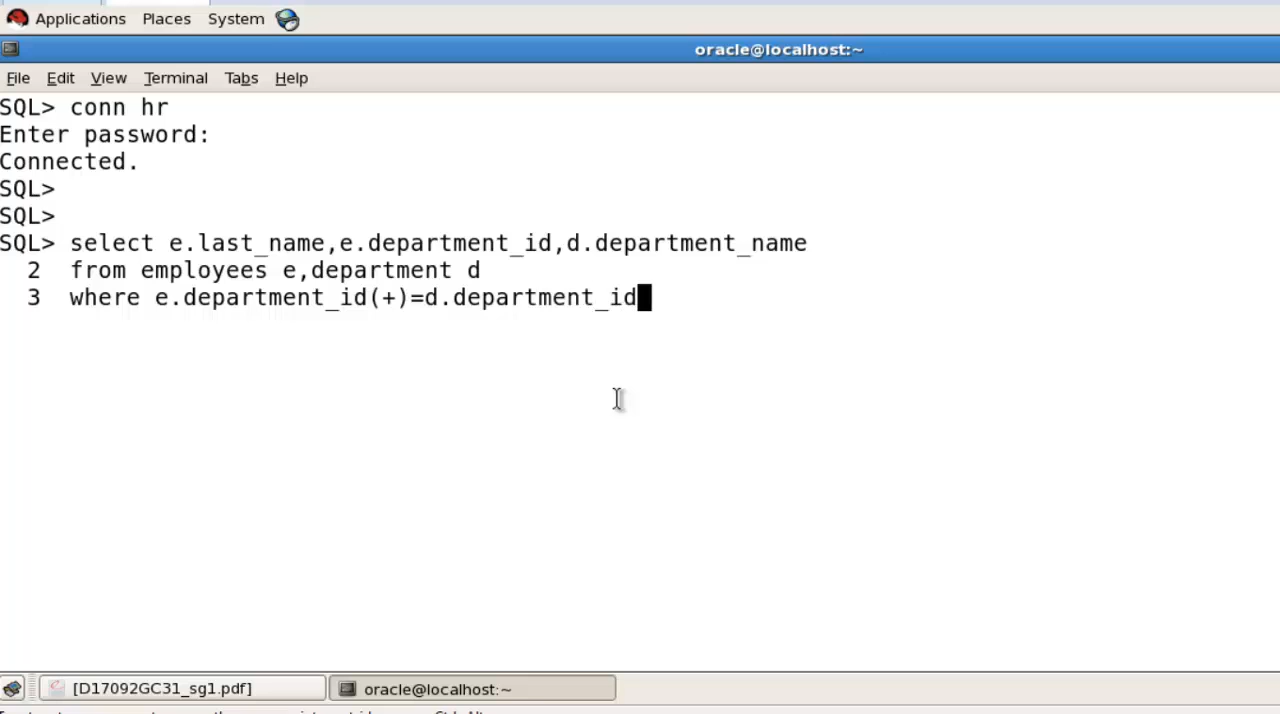 Applications Places System
oracle@localhost:~
File Edit View Terminal Tabs Help
SQL> conn hr
Enter password:
Connected.
SQL>
SQL>
SQL> select e.last_name,e.department_id,d.department_name
2 from employees e,department d
3 where e.department_id(+)=d.department_id
[D17092GC31_sg1.pdf] oracle@localhost:~